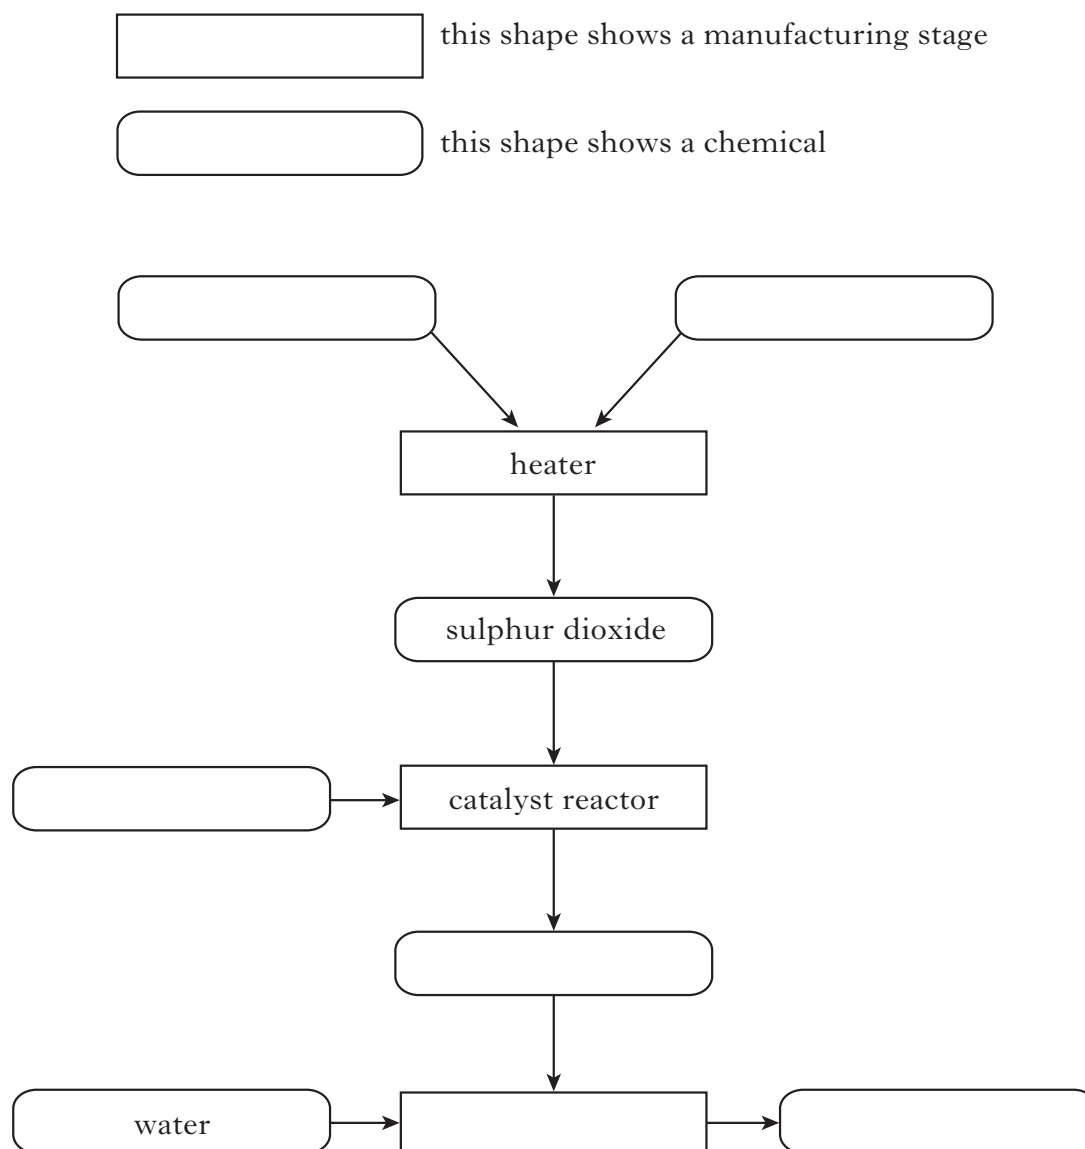 this shape shows a manufacturing stage
this shape shows a chemical
heater
sulphur dioxide
catalyst reactor
water